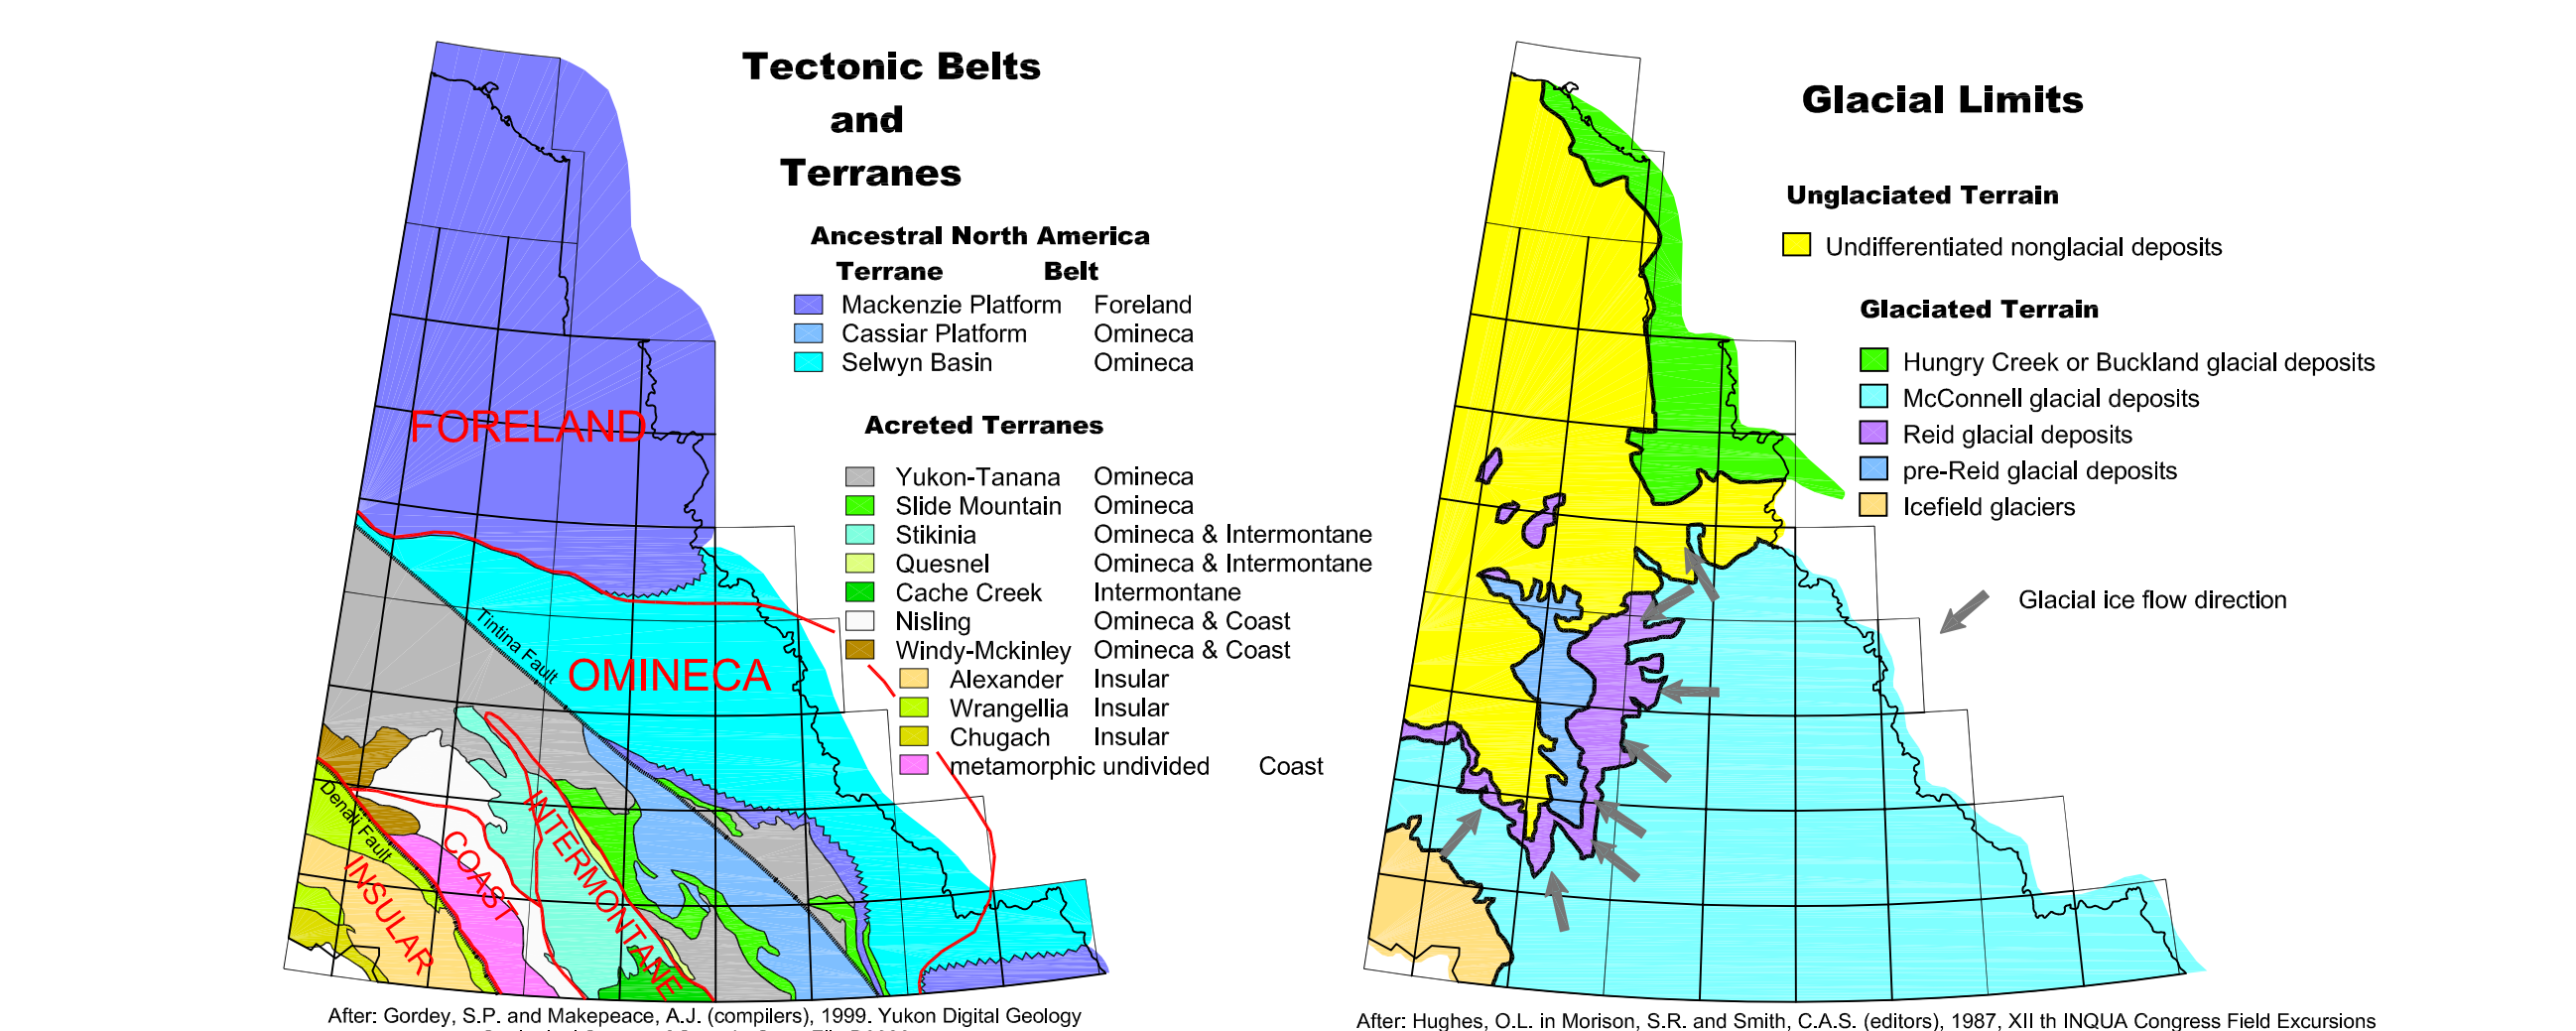 Tectonic Belts
and
Terranes
Ancestral North America
Terrane Belt
Mackenzie Platform Foreland
Cassiar Platform Omineca
Selwyn Basin Omineca
Acreted Terranes
Yukon-Tanana Omineca
Slide Mountain Omineca
Stikinia Omineca & Intermontane
Quesnel Omineca & Intermontane
Cache Creek Intermontane
Nisling Omineca & Coast
Windy-Mckinley Omineca & Coast
Alexander Insular
Wrangellia Insular
Chugach Insular
metamorphic undivided Coast
FORELAND
Tintina Fault
OMINECA
Denali Fault
INSULAR
COAST
INTERMONTANE
After: Gordey, S.P. and Makepeace, A.J. (compilers), 1999. Yukon Digital Geology
Glacial Limits
Unglaciated Terrain
Undifferentiated nonglacial deposits
Glaciated Terrain
Hungry Creek or Buckland glacial deposits
McConnell glacial deposits
Reid glacial deposits
pre-Reid glacial deposits
Icefield glaciers
Glacial ice flow direction
After: Hughes, O.L. in Morison, S.R. and Smith, C.A.S. (editors), 1987, XII th INQUA Congress Field Excursions